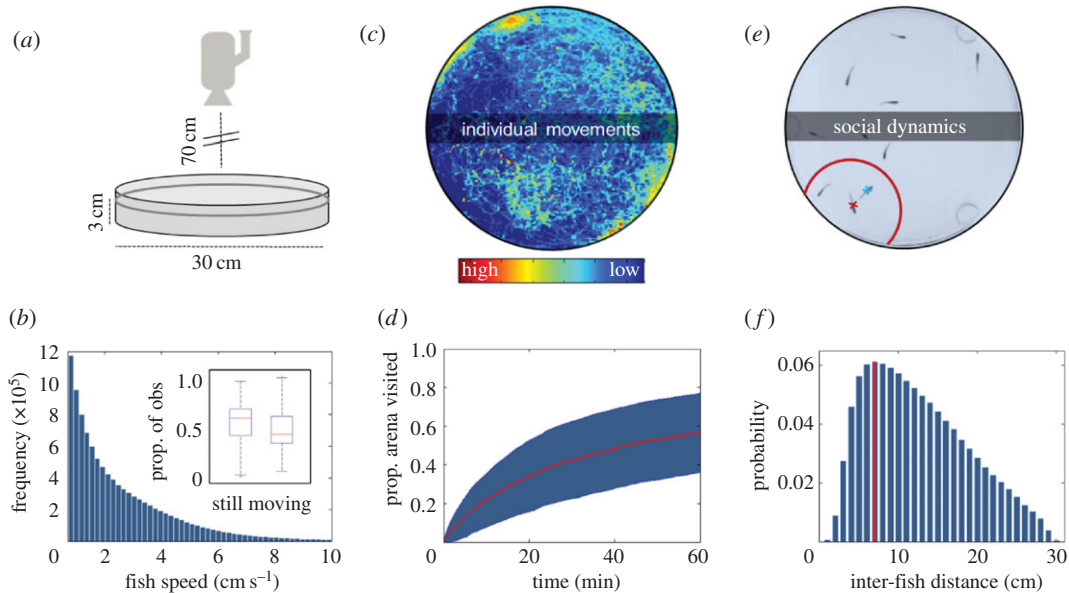 (a)
70 cm
3 cm
30 cm
(b)
12
10
8
6
4
2
0
frequency (×10⁵)
1.0
0.5
0
prop. of obs
still moving
2
4
6
8
10
fish speed (cm s⁻¹)
(c)
individual movements
high
low
(d)
1.0
0.8
0.6
0.4
0.2
0
prop. arena visited
20
40
60
time (min)
(e)
social dynamics
(f)
0.06
0.04
0.02
probability
0
10
20
30
inter-fish distance (cm)